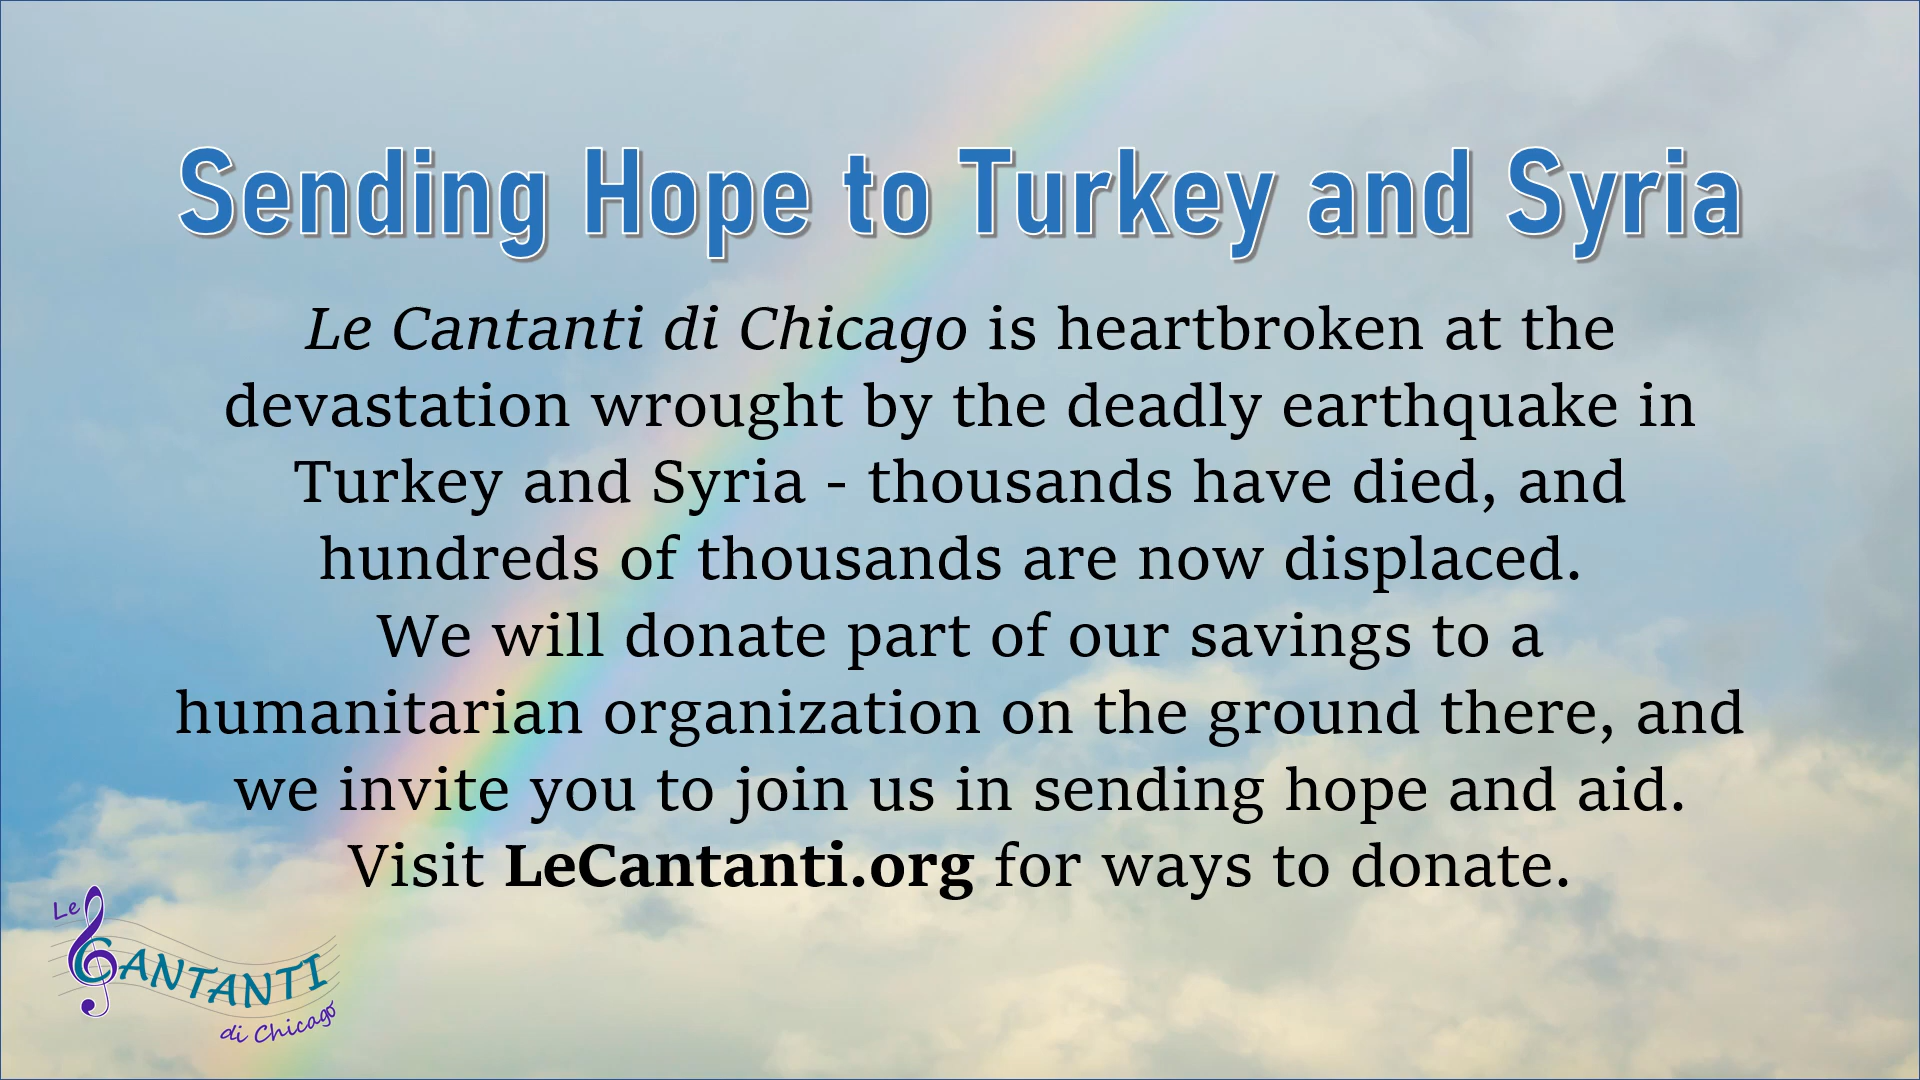 Sending Hope to Turkey and Syria
Le Cantanti di Chicago is heartbroken at the
devastation wrought by the deadly earthquake in
Turkey and Syria - thousands have died, and
hundreds of thousands are now displaced.
We will donate part of our savings to a
humanitarian organization on the ground there, and
we invite you to join us in sending hope and aid.
Visit LeCantanti.org for ways to donate.
Le
CANTANTI
di Chicago